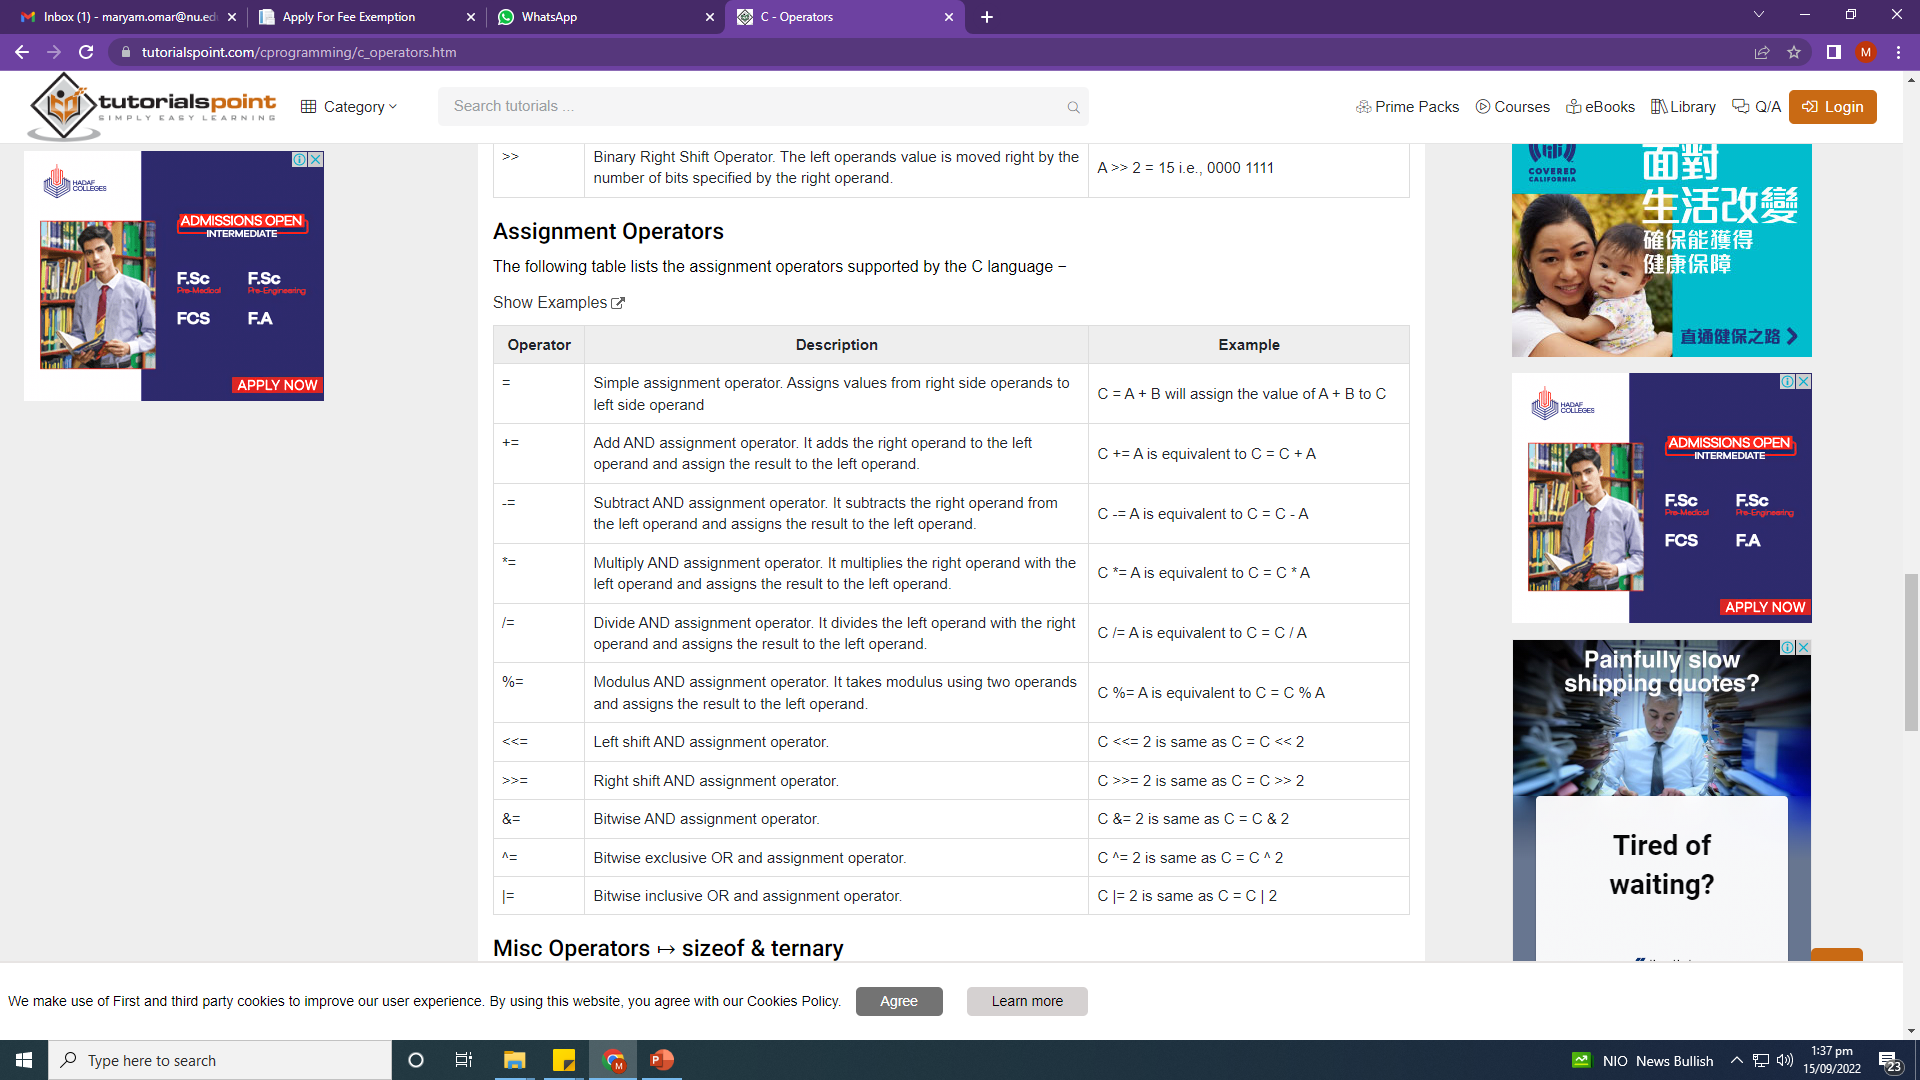 Inbox (1) - maryam.omar@nu.ed
Apply For Fee Exemption
WhatsApp
C - Operators
tutorialspoint.com/cprogramming/c_operators.htm
M
tutorialspoint
SIMPLY EASY LEARNING
Category
Search tutorials ...
Prime Packs
Courses
eBooks
Library
Q/A
Login
HADAF
COLLEGES
ADMISSIONS OPEN
INTERMEDIATE
F.Sc
Pre-Medical
F.Sc
Pre-Engineering
FCS
F.A
APPLY NOW
>> Binary Right Shift Operator. The left operands value is moved right by the
number of bits specified by the right operand.
A >> 2 = 15 i.e., 0000 1111
Assignment Operators
The following table lists the assignment operators supported by the C language −
Show Examples
Operator Description Example
= Simple assignment operator. Assigns values from right side operands to
left side operand
C = A + B will assign the value of A + B to C
+= Add AND assignment operator. It adds the right operand to the left
operand and assign the result to the left operand.
C += A is equivalent to C = C + A
-= Subtract AND assignment operator. It subtracts the right operand from
the left operand and assigns the result to the left operand.
C -= A is equivalent to C = C - A
*= Multiply AND assignment operator. It multiplies the right operand with the
left operand and assigns the result to the left operand.
C *= A is equivalent to C = C * A
/= Divide AND assignment operator. It divides the left operand with the right
operand and assigns the result to the left operand.
C /= A is equivalent to C = C / A
%= Modulus AND assignment operator. It takes modulus using two operands
and assigns the result to the left operand.
C %= A is equivalent to C = C % A
<<= Left shift AND assignment operator. C <<= 2 is same as C = C << 2
>>= Right shift AND assignment operator. C >>= 2 is same as C = C >> 2
&= Bitwise AND assignment operator. C &= 2 is same as C = C & 2
^= Bitwise exclusive OR and assignment operator. C ^= 2 is same as C = C ^ 2
|= Bitwise inclusive OR and assignment operator. C |= 2 is same as C = C | 2
Misc Operators ↦ sizeof & ternary
COVERED
CALIFORNIA
面對
生活改變
確保能獲得
健康保障
直通健保之路
HADAF
COLLEGES
ADMISSIONS OPEN
INTERMEDIATE
F.Sc
Pre-Medical
F.Sc
Pre-Engineering
FCS
F.A
APPLY NOW
Painfully slow
shipping quotes?
Tired of
waiting?
We make use of First and third party cookies to improve our user experience. By using this website, you agree with our Cookies Policy.
Agree
Learn more
Type here to search
M
P
NIO News Bullish
1:37 pm
15/09/2022
23